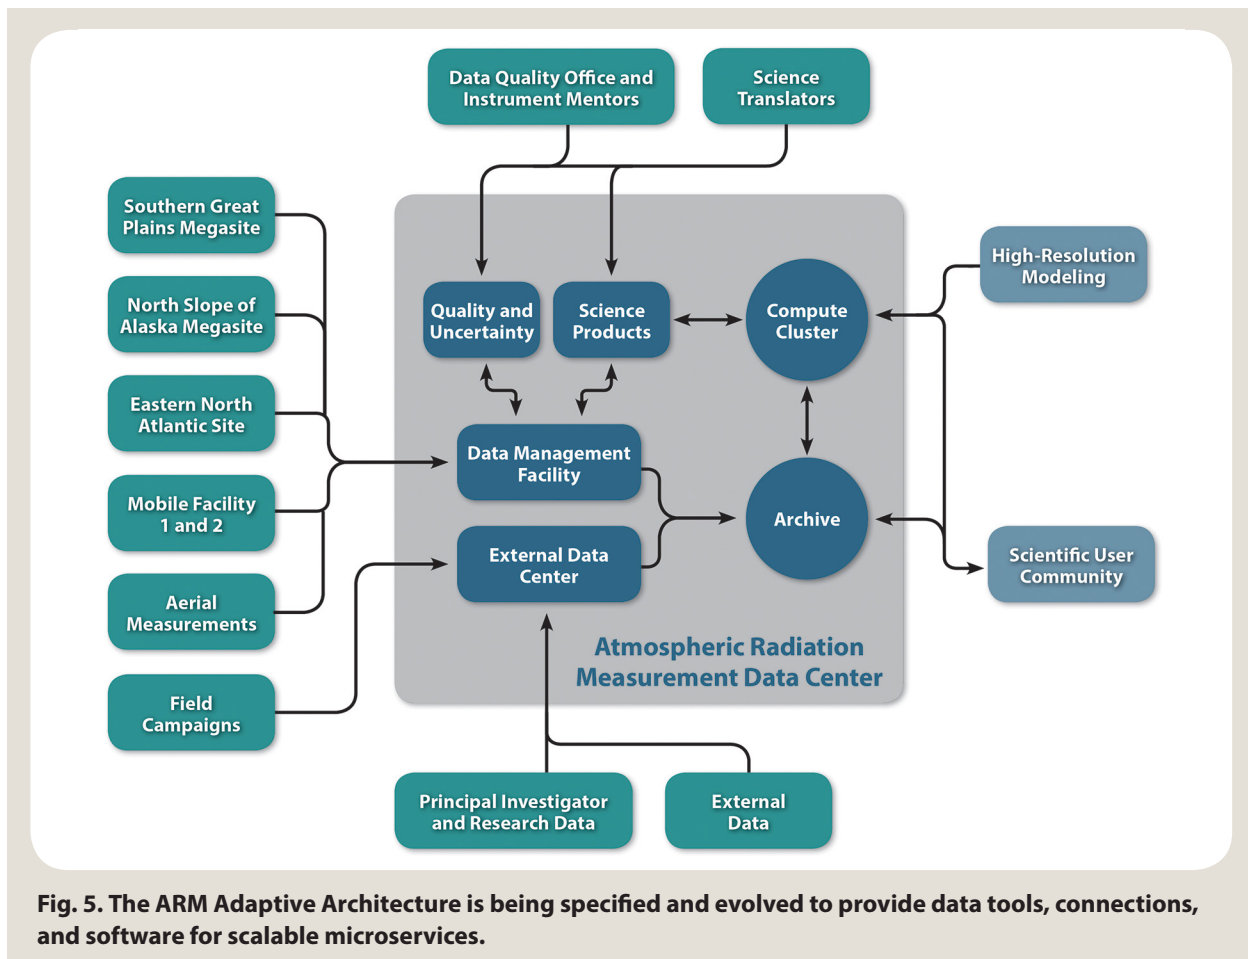 Data Quality Office and
Instrument Mentors
Science
Translators
Southern Great
Plains Megasite
North Slope of
Alaska Megasite
Eastern North
Atlantic Site
Mobile Facility
1 and 2
Aerial
Measurements
Field
Campaigns
Quality and
Uncertainty
Science
Products
Compute
Cluster
High-Resolution
Modeling
Data Management
Facility
Archive
External Data
Center
Scientific User
Community
Atmospheric Radiation
Measurement Data Center
Principal Investigator
and Research Data
External
Data
Fig. 5. The ARM Adaptive Architecture is being specified and evolved to provide data tools, connections,
and software for scalable microservices.